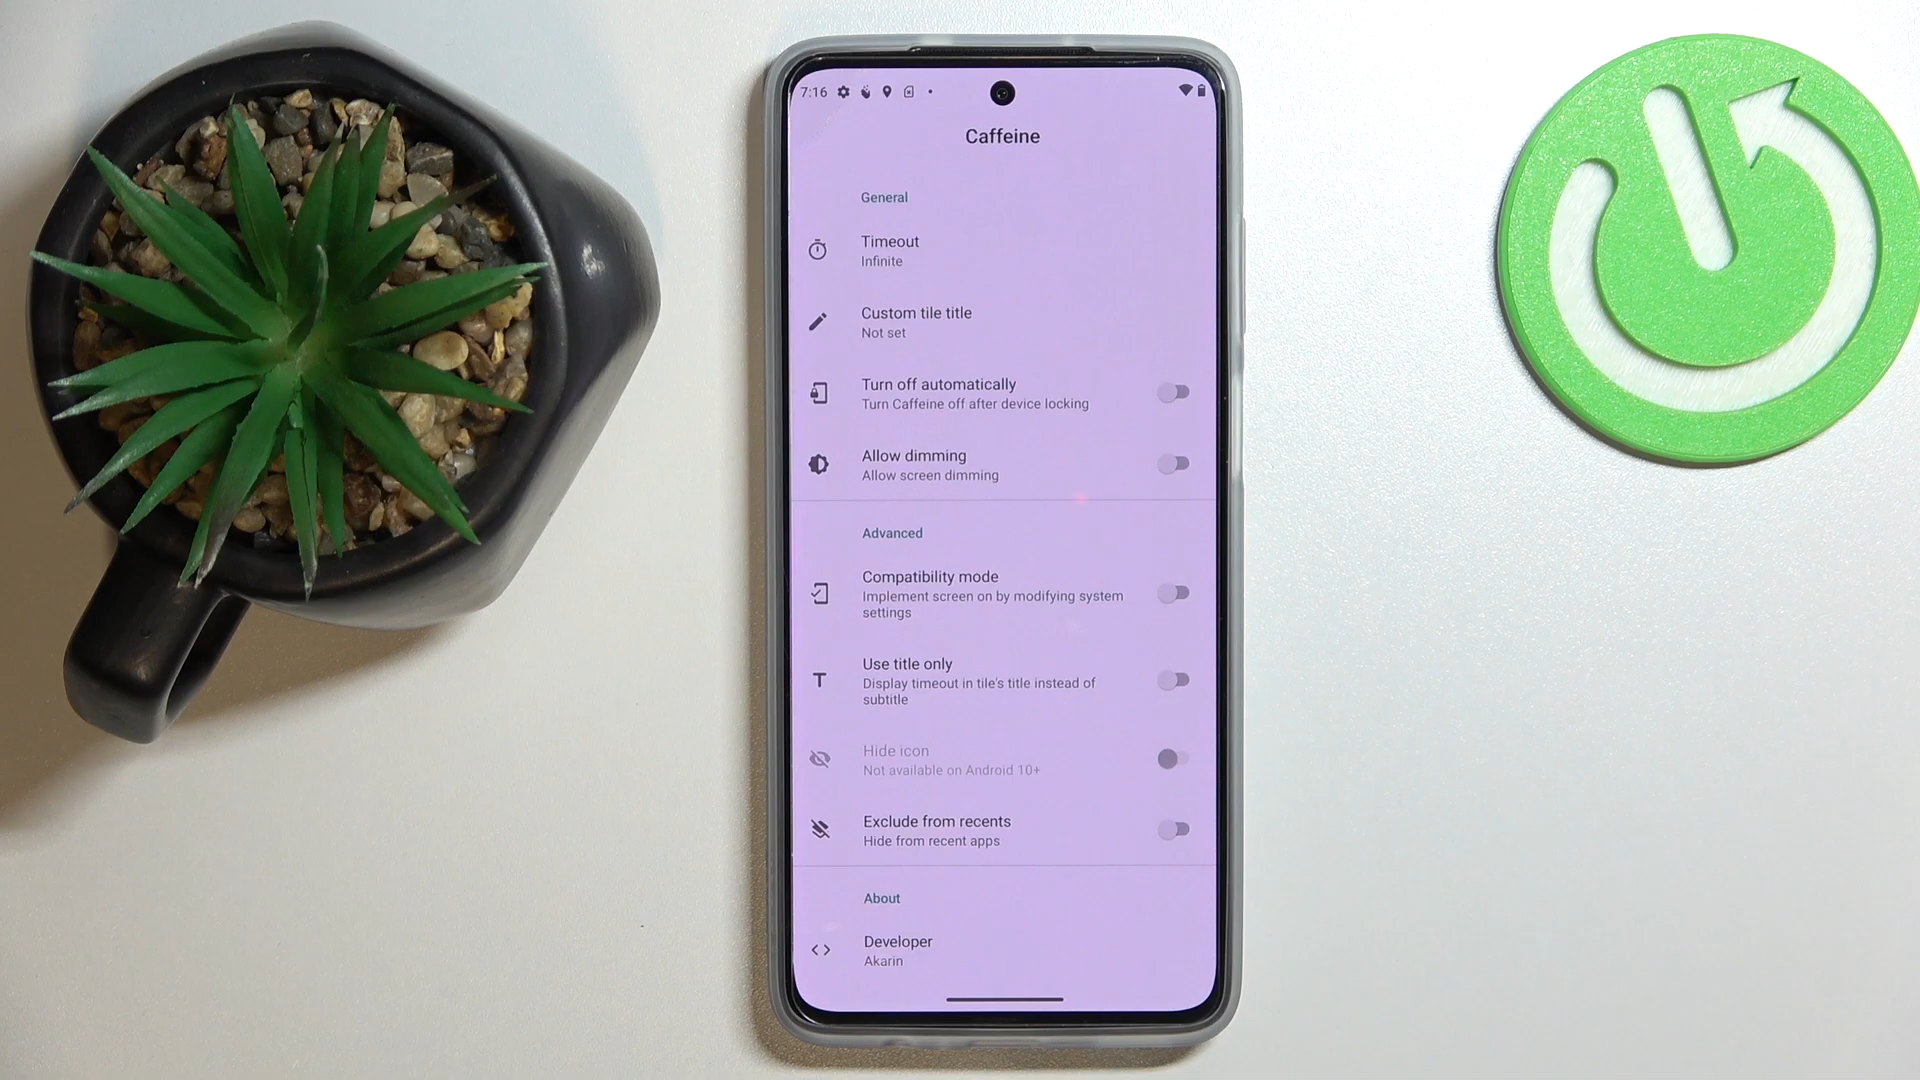 7:16
Caffeine
General
Timeout
Infinite
Custom tile title
Not set
Turn off automatically
Turn Caffeine off after device locking
Allow dimming
Allow screen dimming
Advanced
Compatibility mode
Implement screen on by modifying system
settings
Use title only
Display timeout in tile's title instead of
subtitle
Hide icon
Not available on Android 10+
Exclude from recents
Hide from recent apps
About
Developer
Akarin